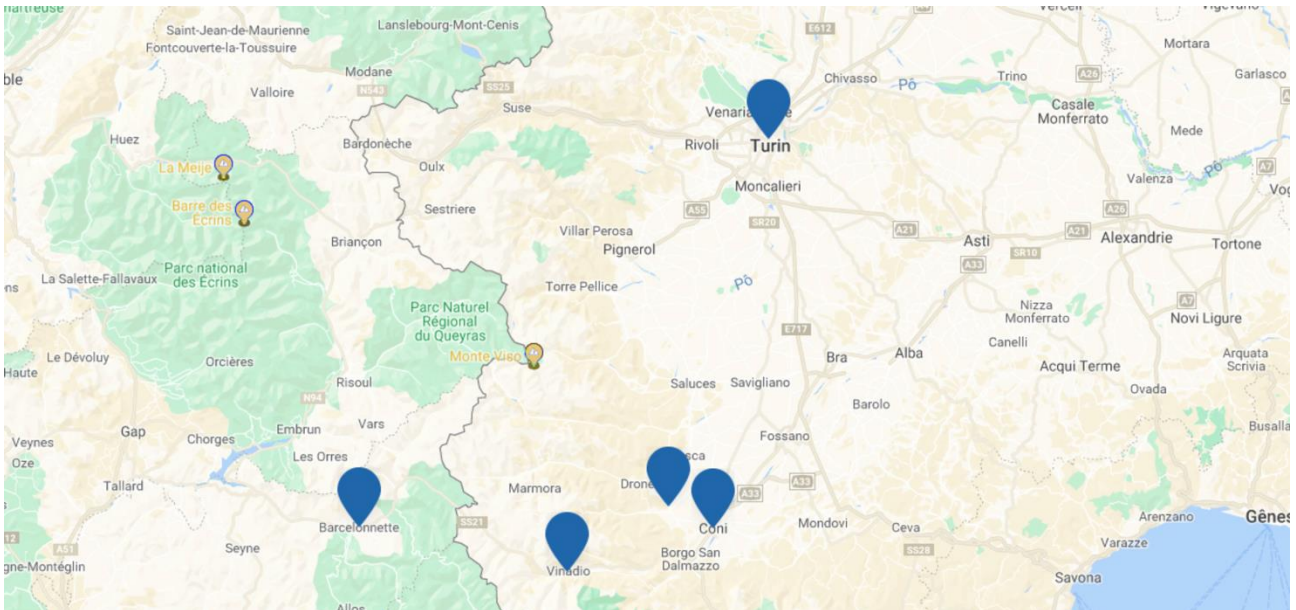 Saint-Jean-de-Maurienne
Fontcouverte-la-Toussuire
Lanslebourg-Mont-Cenis
Modane
N543
Valloire
SS25
Suse
E612
Chivasso
Trino
A26
Mortara
Garlasco
Casale
Monferrato
Mede
Pô
Huez
La Meije
Barre des
Écrins
Bardonèche
Oulx
Rivoli
Turin
Moncalieri
Valenza
Pô
A7
Sestriere
A55
SR20
A26
Briançon
Villar Perosa
Pignerol
A21
Asti
SR10
A21
Alexandrie
Tortone
A33
La Salette-Fallavaux
Parc national
des Écrins
Torre Pellice
Pô
Parc Naturel
Régional
du Queyras
Nizza
Monferrato
A7
Novi Ligure
E717
Canelli
Le Dévoluy
Orcières
Monte Viso
Bra
Alba
Acqui Terme
Arquata
Scrivia
Risoul
N94
Saluces
Savigliano
Barolo
Ovada
Gap
Chorges
Embrun
Vars
Les Orres
Veynes
Oze
Tallard
Fossano
Marmora
A33
A33
Barcelonnette
SS21
Coni
Mondovi
Ceva
SS28
Arenzano
Gênes
Varazze
A51
Seyne
Vinadio
Borgo San
Dalmazzo
Savona
Allos